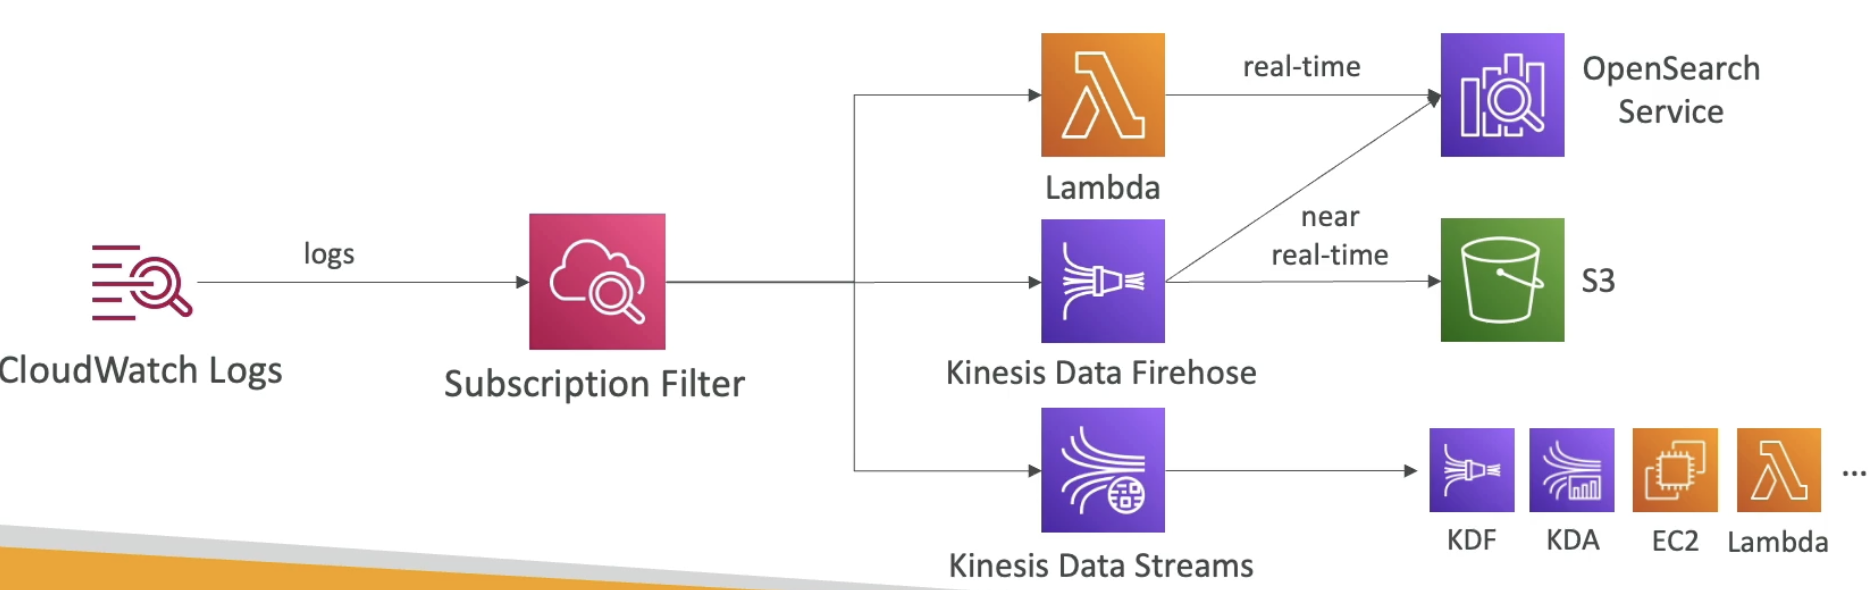 CloudWatch Logs
logs
Subscription Filter
Lambda
real-time
OpenSearch
Service
Kinesis Data Firehose
near
real-time
S3
Kinesis Data Streams
KDF
KDA
EC2
Lambda
...